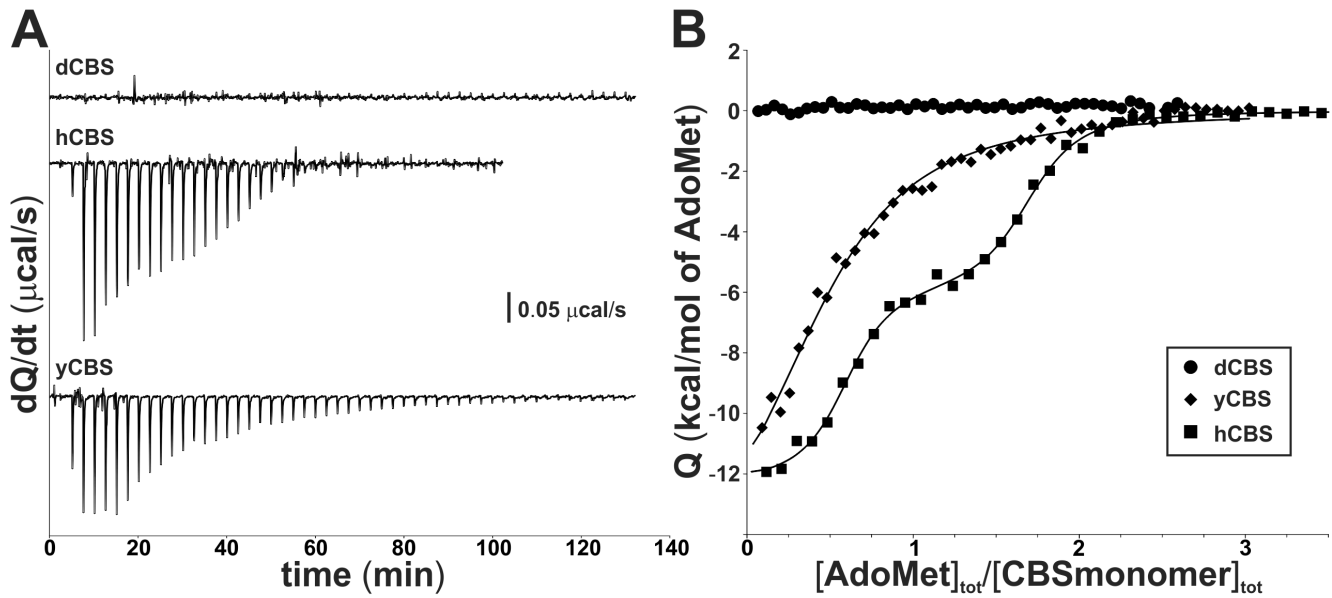 A
dCBS
hCBS
0.05 μcal/s
yCBS
dQ/dt (μcal/s)
0 20 40 60 80 100 120 140
time (min)
B
2
0
-2
-4
-6
-8
-10
-12
Q (kcal/mol of AdoMet)
dCBS
yCBS
hCBS
0 1 2 3
[AdoMet]tot/[CBSmonomer]tot